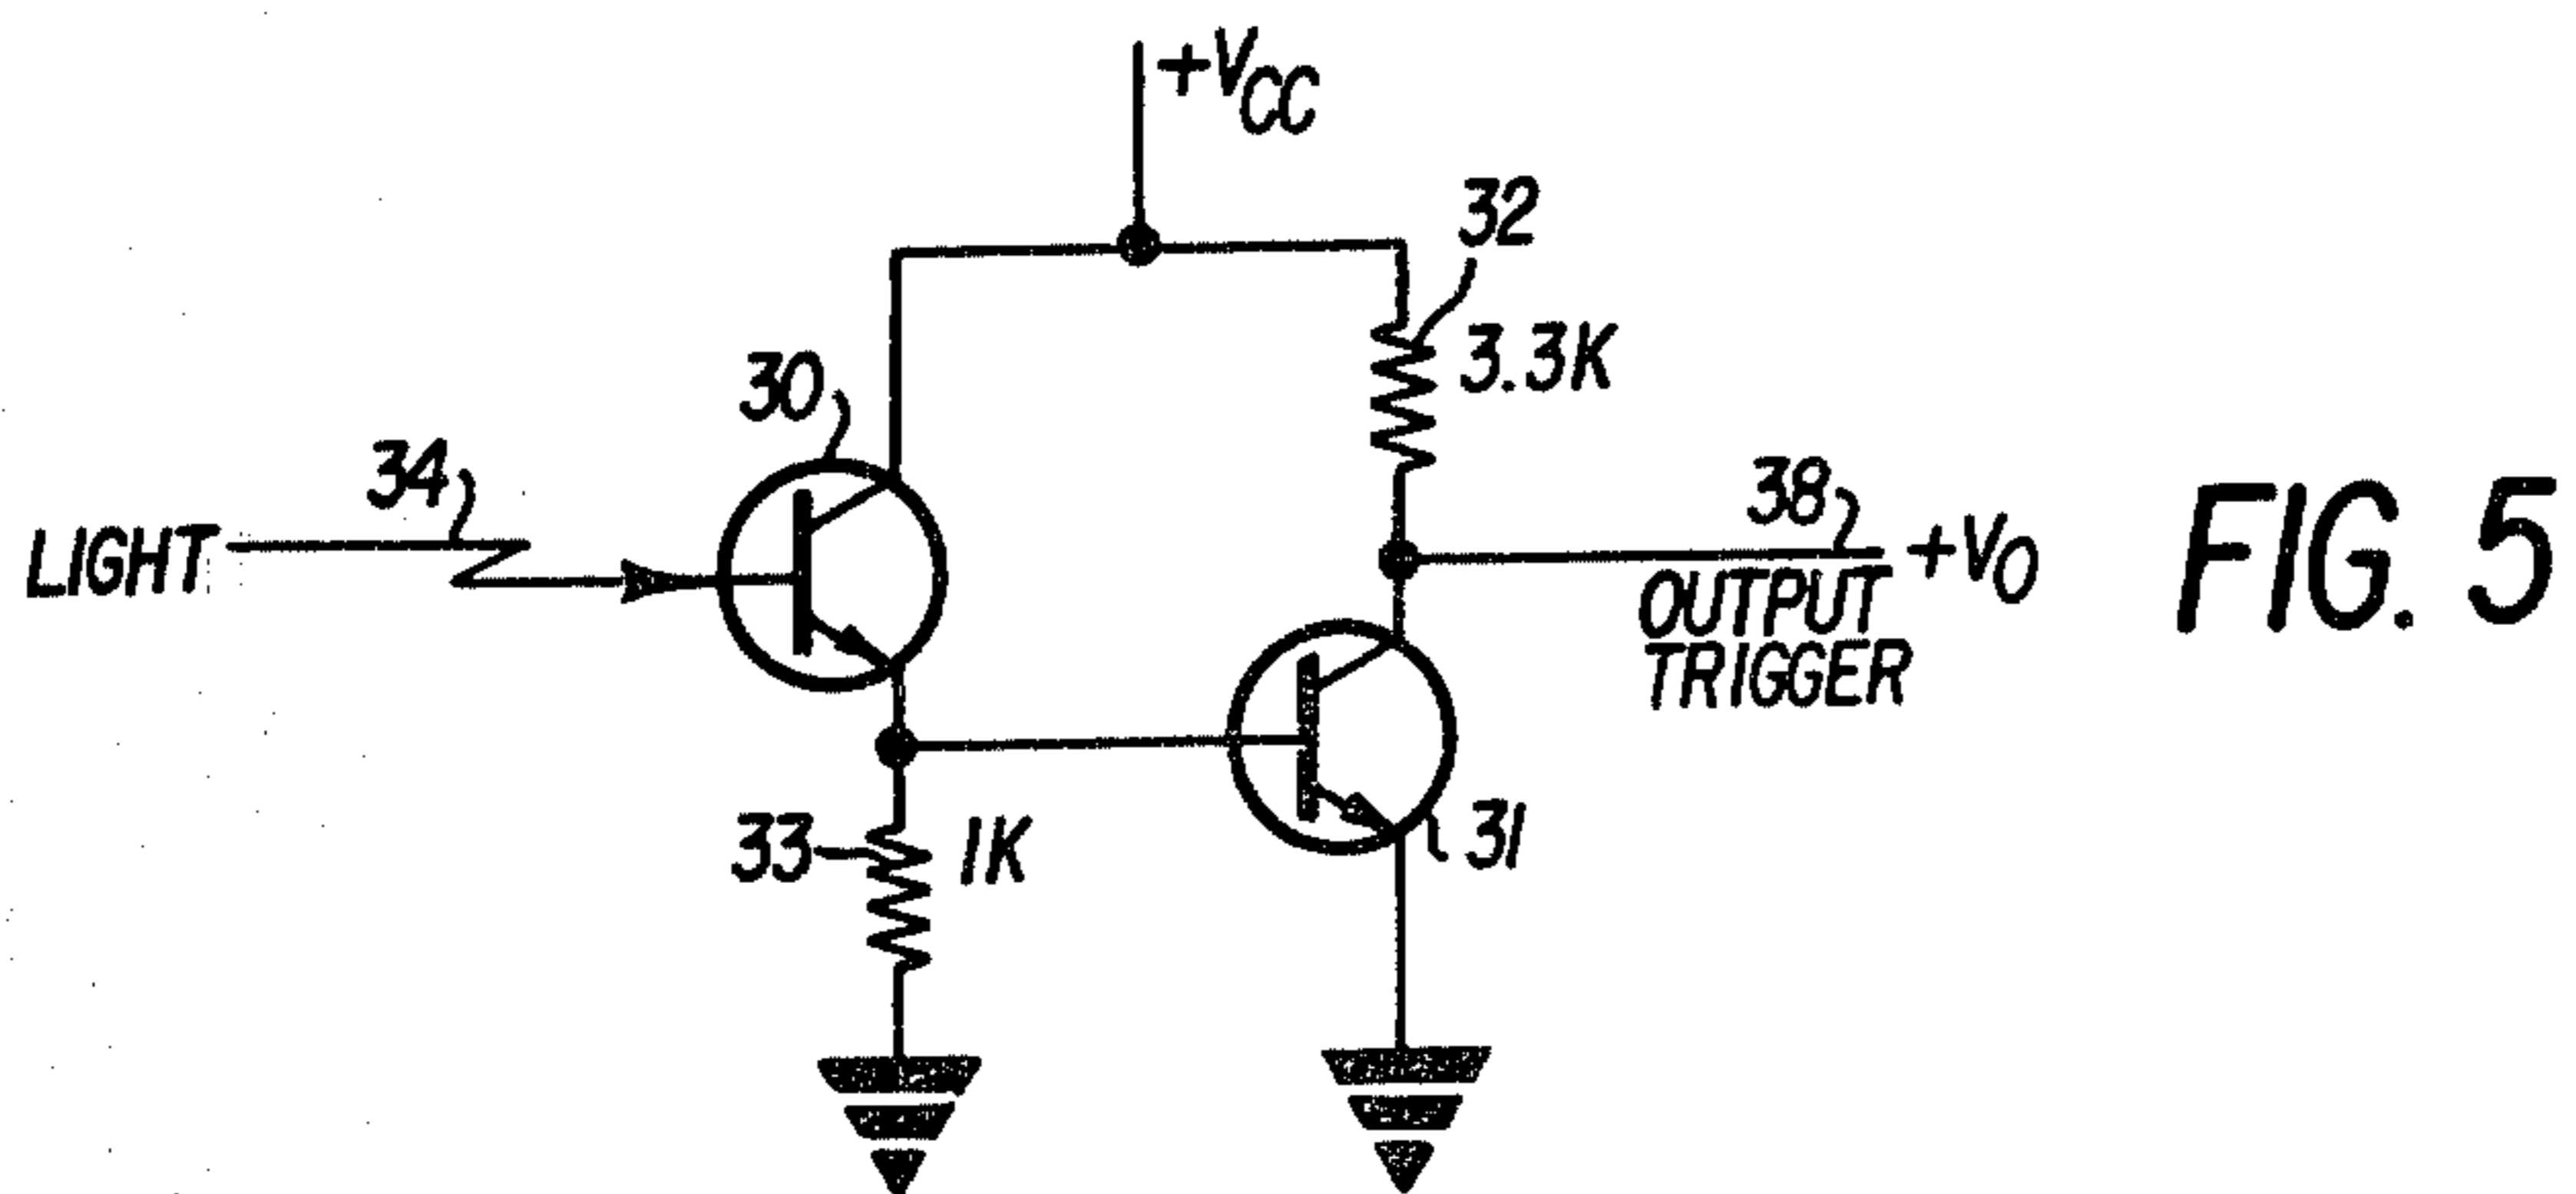 +VCC
32
3.3K
30
34
LIGHT
38
+VO
OUTPUT
TRIGGER
FIG. 5
33
1K
31